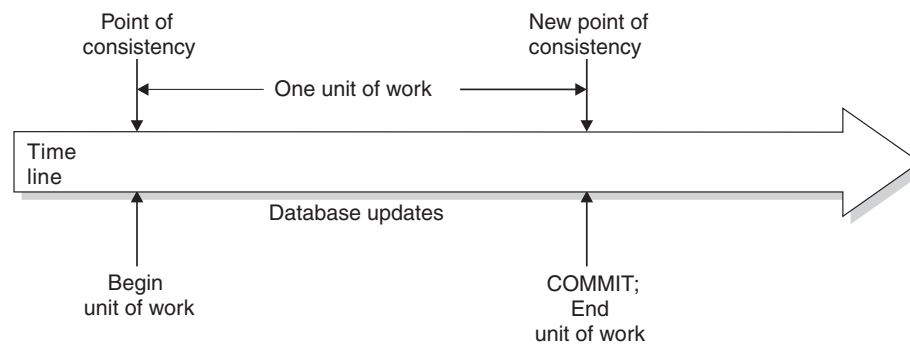 Point of
consistency
New point of
consistency
One unit of work
Time
line
Database updates
Begin
unit of work
COMMIT;
End
unit of work